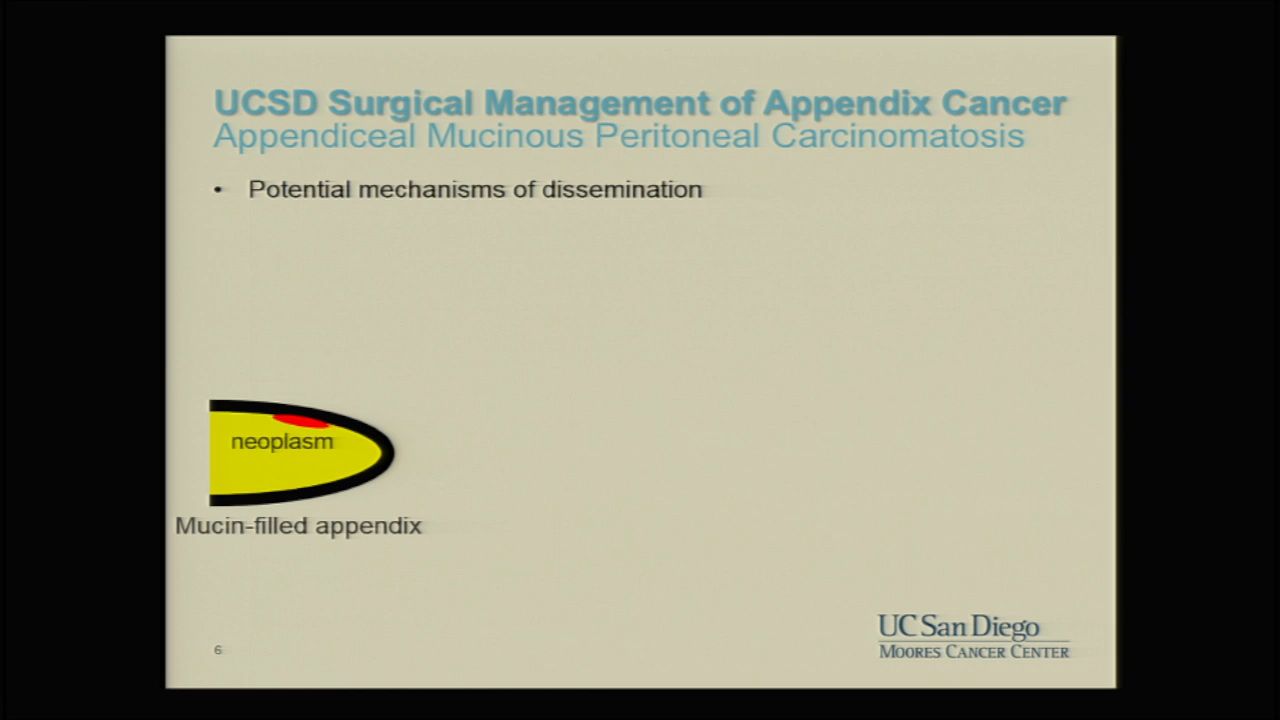 UCSD Surgical Management of Appendix Cancer
Appendiceal Mucinous Peritoneal Carcinomatosis
• Potential mechanisms of dissemination
neoplasm
Mucin-filled appendix
6
UC San Diego
MOORES CANCER CENTER